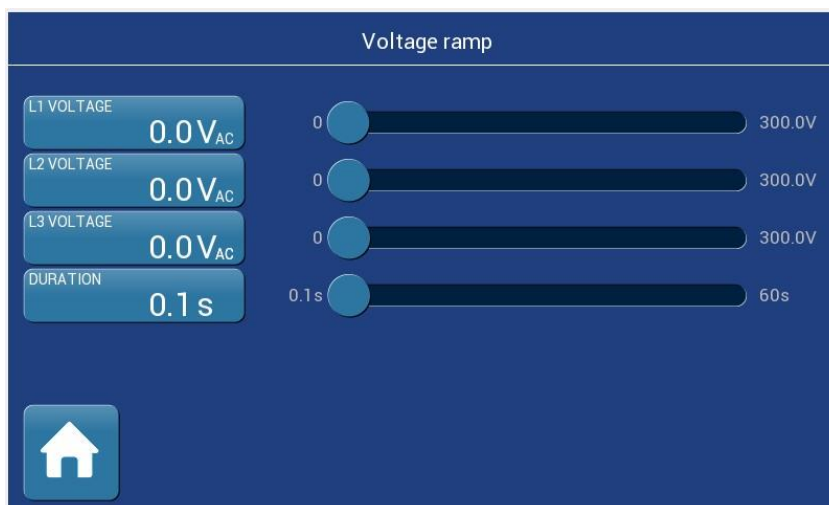 Voltage ramp
L1 VOLTAGE
0.0 VAC
0
300.0V
L2 VOLTAGE
0.0 VAC
0
300.0V
L3 VOLTAGE
0.0 VAC
0
300.0V
DURATION
0.1 s
0.1s
60s